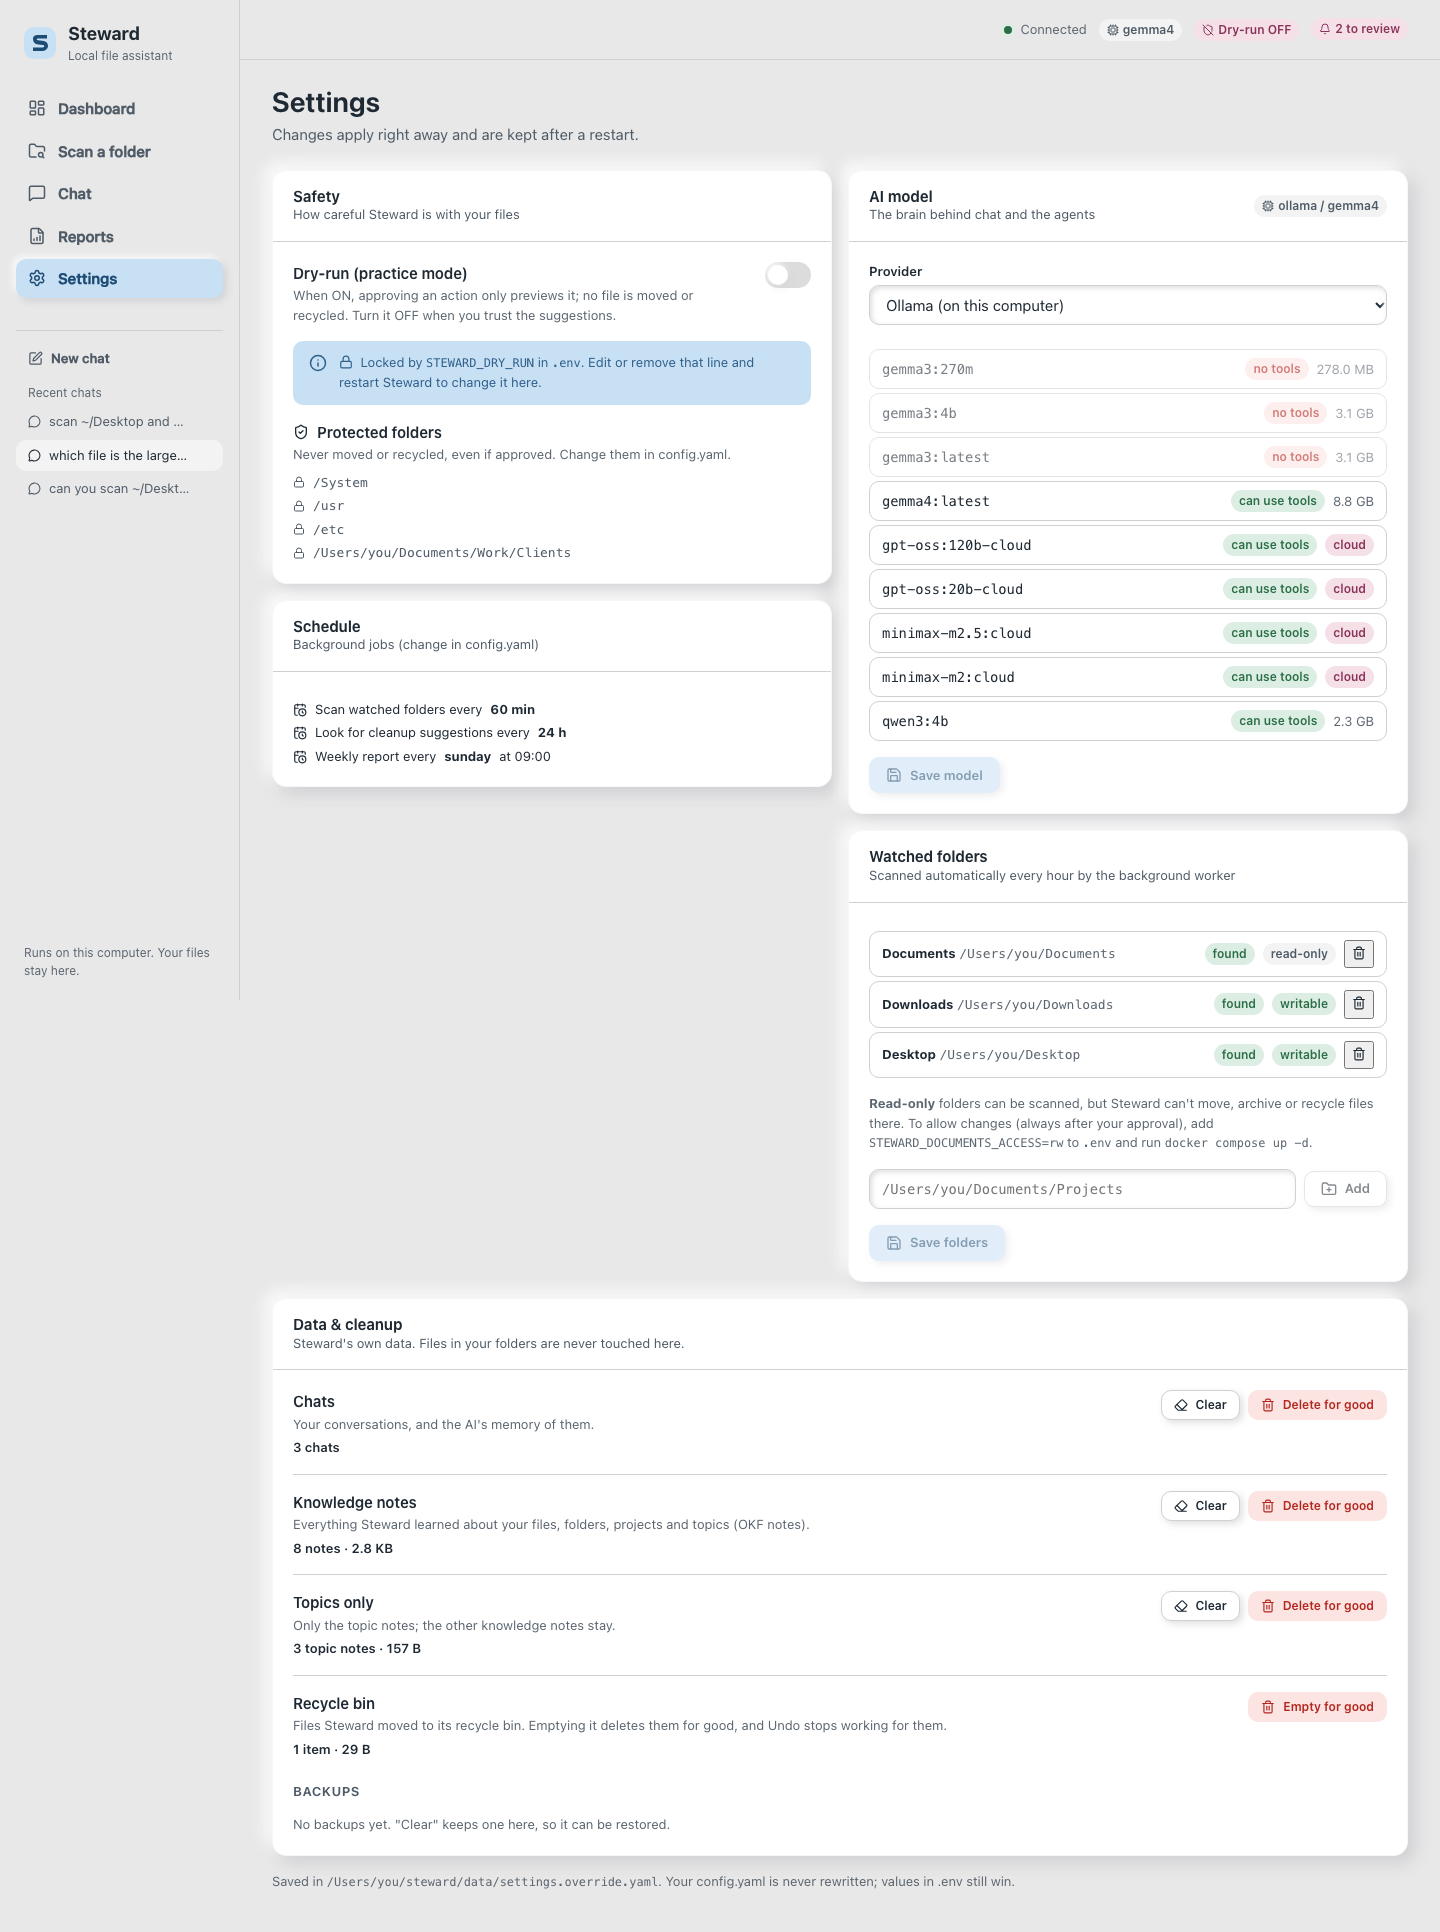 Steward
Local file assistant
Dashboard
Scan a folder
Chat
Reports
Settings
New chat
Recent chats
scan ~/Desktop and ...
which file is the large...
can you scan ~/Deskt...
Runs on this computer. Your files
stay here.
Connected
gemma4
Dry-run OFF
2 to review
Settings
Changes apply right away and are kept after a restart.
Safety
How careful Steward is with your files
Dry-run (practice mode)
When ON, approving an action only previews it; no file is moved or
recycled. Turn it OFF when you trust the suggestions.
Locked by STEWARD_DRY_RUN in .env. Edit or remove that line and
restart Steward to change it here.
Protected folders
Never moved or recycled, even if approved. Change them in config.yaml.
/System
/usr
/etc
/Users/you/Documents/Work/Clients
Schedule
Background jobs (change in config.yaml)
Scan watched folders every 60 min
Look for cleanup suggestions every 24 h
Weekly report every sunday at 09:00
AI model
The brain behind chat and the agents
ollama / gemma4
Provider
Ollama (on this computer)
gemma3:270m no tools 278.0 MB
gemma3:4b no tools 3.1 GB
gemma3:latest no tools 3.1 GB
gemma4:latest can use tools 8.8 GB
gpt-oss:120b-cloud can use tools cloud
gpt-oss:20b-cloud can use tools cloud
minimax-m2.5:cloud can use tools cloud
minimax-m2:cloud can use tools cloud
qwen3:4b can use tools 2.3 GB
Save model
Watched folders
Scanned automatically every hour by the background worker
Documents /Users/you/Documents found read-only
Downloads /Users/you/Downloads found writable
Desktop /Users/you/Desktop found writable
Read-only folders can be scanned, but Steward can't move, archive or recycle files
there. To allow changes (always after your approval), add
STEWARD_DOCUMENTS_ACCESS=rw to .env and run docker compose up -d.
/Users/you/Documents/Projects
Add
Save folders
Data & cleanup
Steward's own data. Files in your folders are never touched here.
Chats
Your conversations, and the AI's memory of them.
3 chats
Clear
Delete for good
Knowledge notes
Everything Steward learned about your files, folders, projects and topics (OKF notes).
8 notes · 2.8 KB
Clear
Delete for good
Topics only
Only the topic notes; the other knowledge notes stay.
3 topic notes · 157 B
Clear
Delete for good
Recycle bin
Files Steward moved to its recycle bin. Emptying it deletes them for good, and Undo stops working for them.
1 item · 29 B
Empty for good
BACKUPS
No backups yet. "Clear" keeps one here, so it can be restored.
Saved in /Users/you/steward/data/settings.override.yaml. Your config.yaml is never rewritten; values in .env still win.